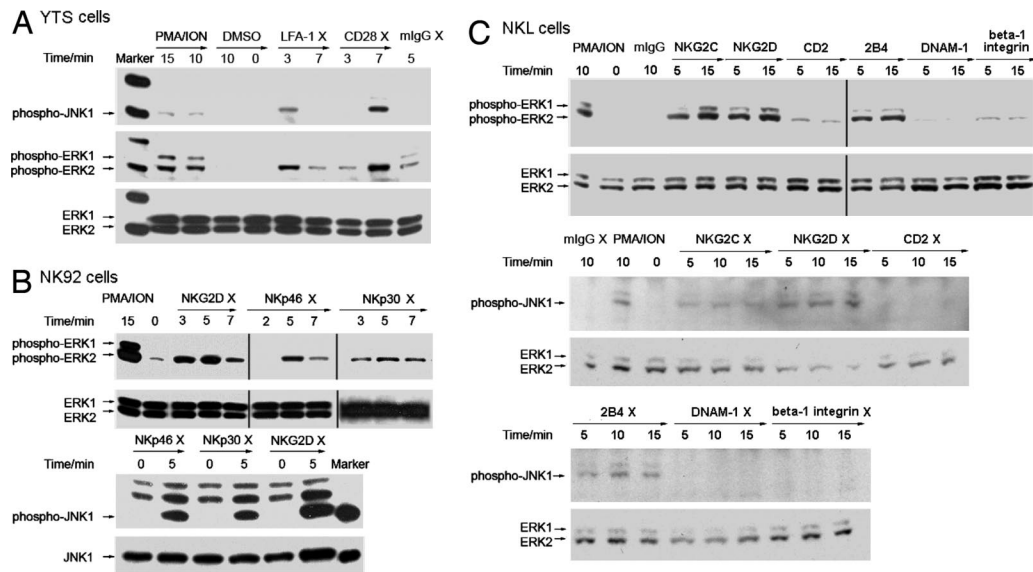 A YTS cells
PMA/ION DMSO LFA-1 X CD28 X mIgG X
Time/min Marker 15 10 10 0 3 7 3 7 5
phospho-JNK1
phospho-ERK1
phospho-ERK2
ERK1
ERK2
B NK92 cells
PMA/ION NKG2D X NKp46 X NKp30 X
Time/min 15 0 3 5 7 2 5 7 3 5 7
phospho-ERK1
phospho-ERK2
ERK1
ERK2
NKp46 X NKp30 X NKG2D X
Time/min 0 5 0 5 0 5 Marker
phospho-JNK1
JNK1
C NKL cells
PMA/ION mIgG NKG2C NKG2D CD2 2B4 DNAM-1 beta-1 integrin
Time/min 10 0 10 5 15 5 15 5 15 5 15 5 15 5 15
phospho-ERK1
phospho-ERK2
ERK1
ERK2
mIgG X PMA/ION NKG2C X NKG2D X CD2 X
Time/min 10 10 0 5 10 15 5 10 15 5 10 15
phospho-JNK1
ERK1
ERK2
2B4 X DNAM-1 X beta-1 integrin X
Time/min 5 10 15 5 10 15 5 10 15
phospho-JNK1
ERK1
ERK2